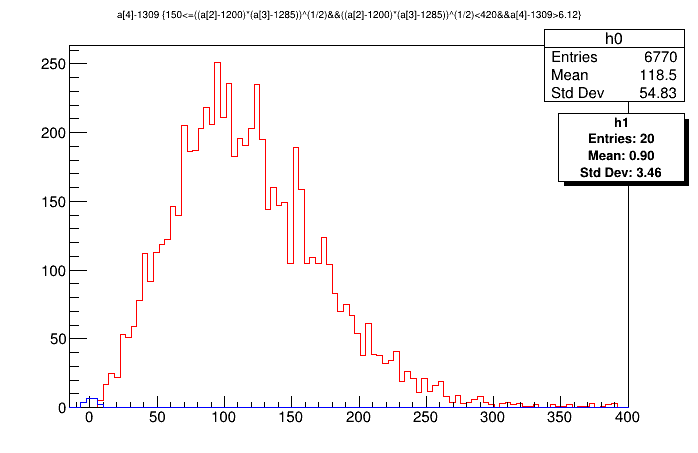 a[4]-1309 {150<=((a[2]-1200)*(a[3]-1285))^(1/2)&&((a[2]-1200)*(a[3]-1285))^(1/2)<420&&a[4]-1309>6.12}
h0
Entries 6770
Mean 118.5
Std Dev 54.83
h1
Entries: 20
Mean: 0.90
Std Dev: 3.46
250
200
150
100
50
0
0 50 100 150 200 250 300 350 400